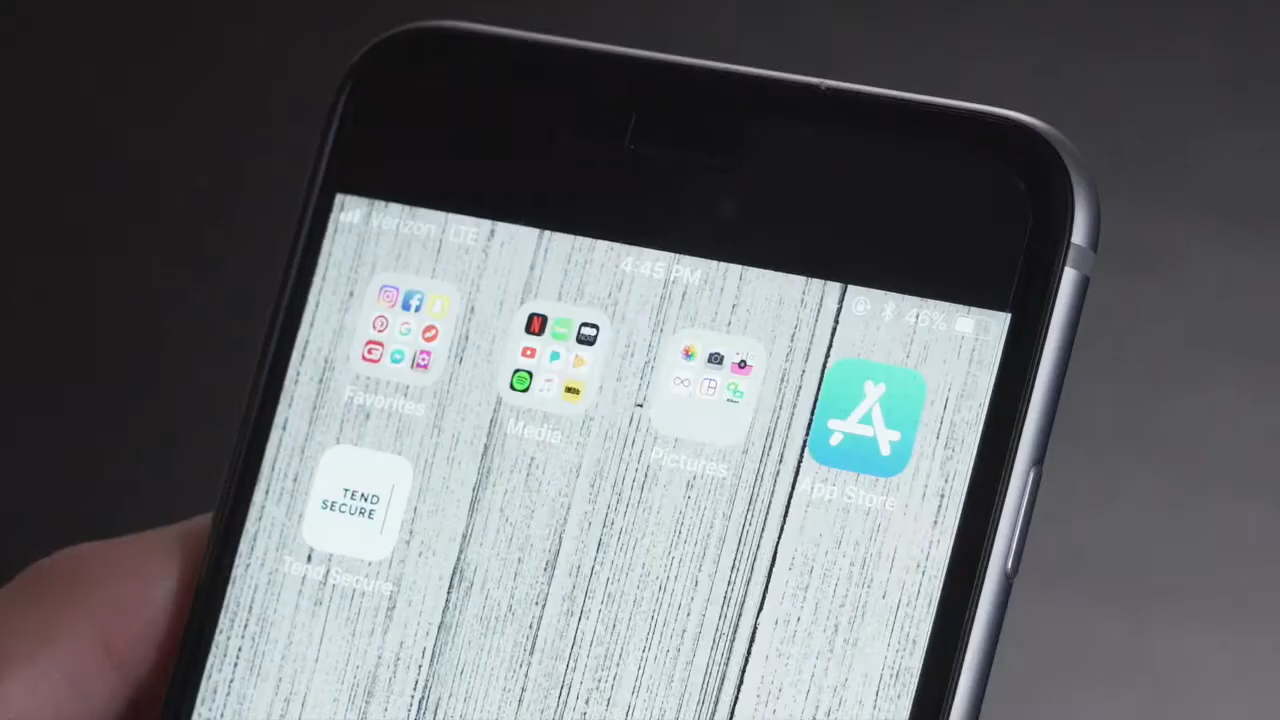 verizon LTE
4:45 PM
46%
Favorites
Media
Pictures
App Store
TEND
SECURE
Tend Secure